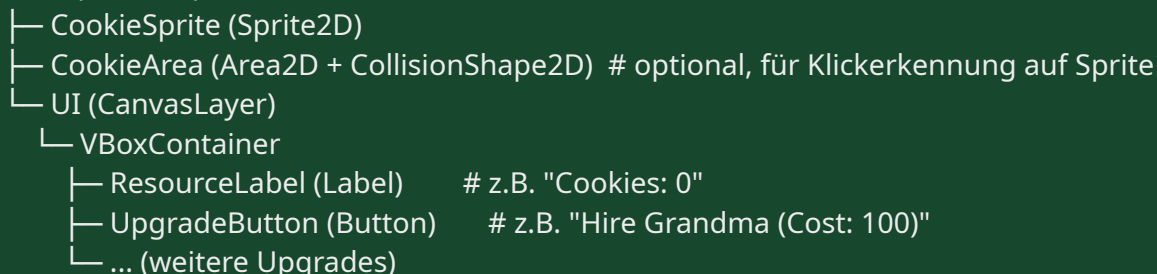 ├─ CookieSprite (Sprite2D)
├─ CookieArea (Area2D + CollisionShape2D)  # optional, für Klickerkennung auf Sprite
└─ UI (CanvasLayer)
    └─ VBoxContainer
        ├─ ResourceLabel (Label)        # z.B. "Cookies: 0"
        ├─ UpgradeButton (Button)       # z.B. "Hire Grandma (Cost: 100)"
        └─ ... (weitere Upgrades)